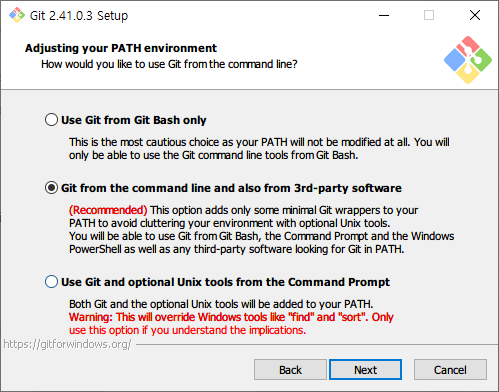 Git 2.41.0.3 Setup
Adjusting your PATH environment
How would you like to use Git from the command line?
Use Git from Git Bash only
This is the most cautious choice as your PATH will not be modified at all. You will
only be able to use the Git command line tools from Git Bash.
Git from the command line and also from 3rd-party software
(Recommended) This option adds only some minimal Git wrappers to your
PATH to avoid cluttering your environment with optional Unix tools.
You will be able to use Git from Git Bash, the Command Prompt and the Windows
PowerShell as well as any third-party software looking for Git in PATH.
Use Git and optional Unix tools from the Command Prompt
Both Git and the optional Unix tools will be added to your PATH.
Warning: This will override Windows tools like "find" and "sort". Only
use this option if you understand the implications.
https://gitforwindows.org/
Back Next Cancel